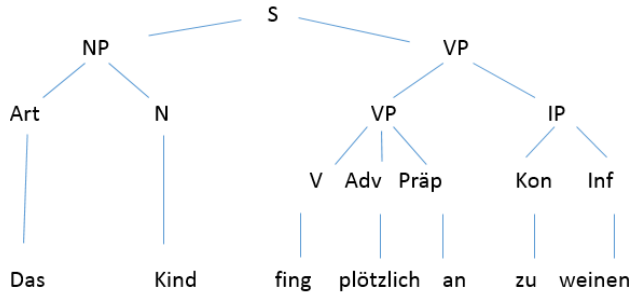 S
NP VP
Art N VP IP
V Adv Präp Kon Inf
Das Kind fing plötzlich an zu weinen